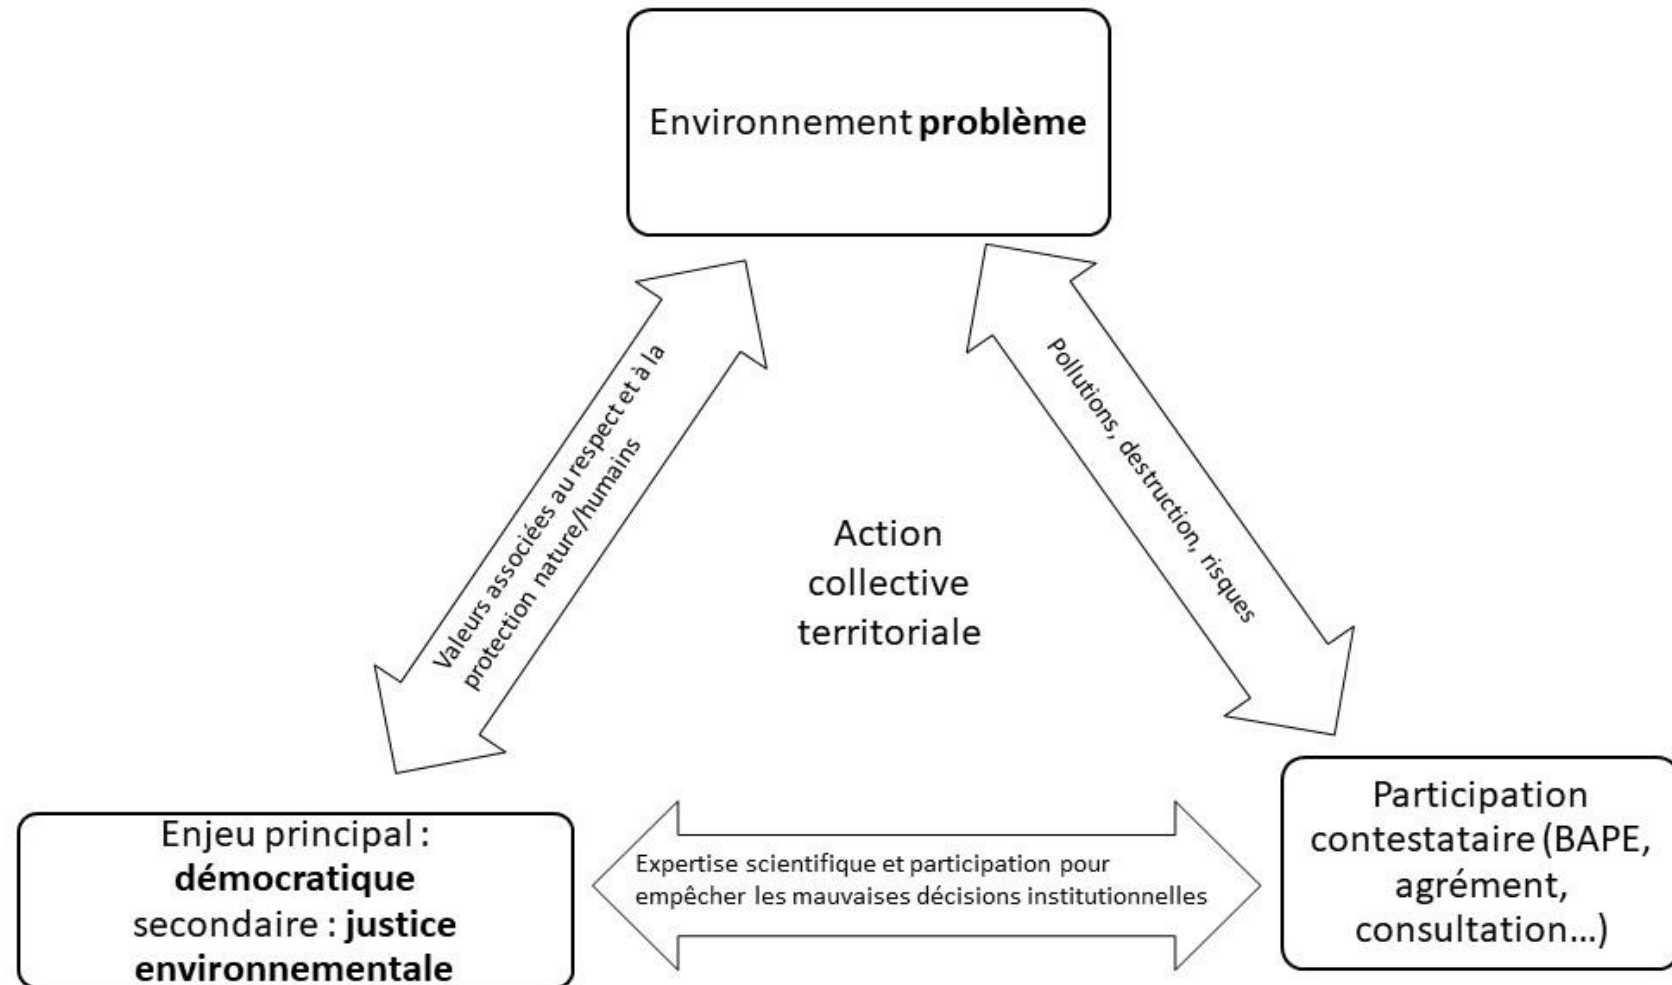 Environnement problème
Valeurs associées au respect et à la
protection nature/humains
Pollutions, destruction, risques
Action
collective
territoriale
Enjeu principal :
démocratique
secondaire : justice
environnementale
Expertise scientifique et participation pour
empêcher les mauvaises décisions institutionnelles
Participation
contestataire (BAPE,
agrément,
consultation…)